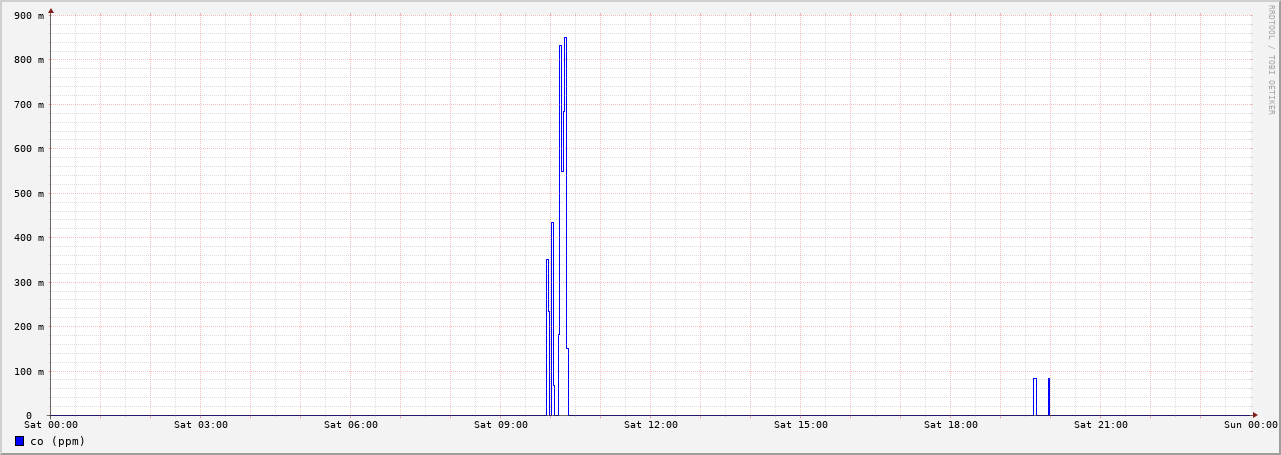 RRDTOOL / TOBI OETIKER
900 m
800 m
700 m
600 m
500 m
400 m
300 m
200 m
100 m
0
Sat 00:00 Sat 03:00 Sat 06:00 Sat 09:00 Sat 12:00 Sat 15:00 Sat 18:00 Sat 21:00 Sun 00:00
co (ppm)